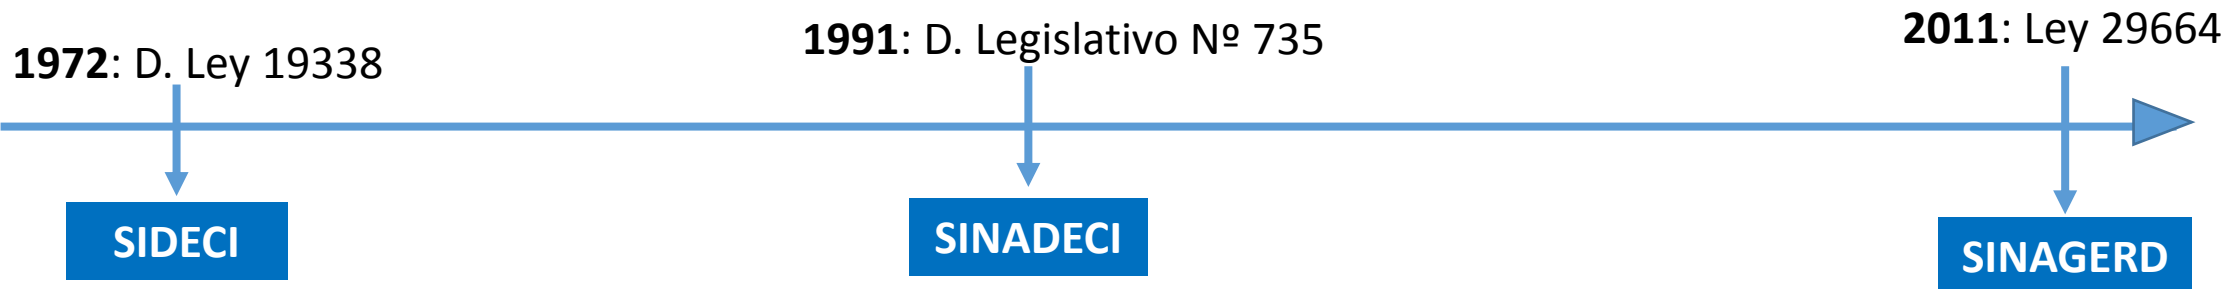 1972: D. Ley 19338
1991: D. Legislativo Nº 735
2011: Ley 29664
SIDECI
SINADECI
SINAGERD